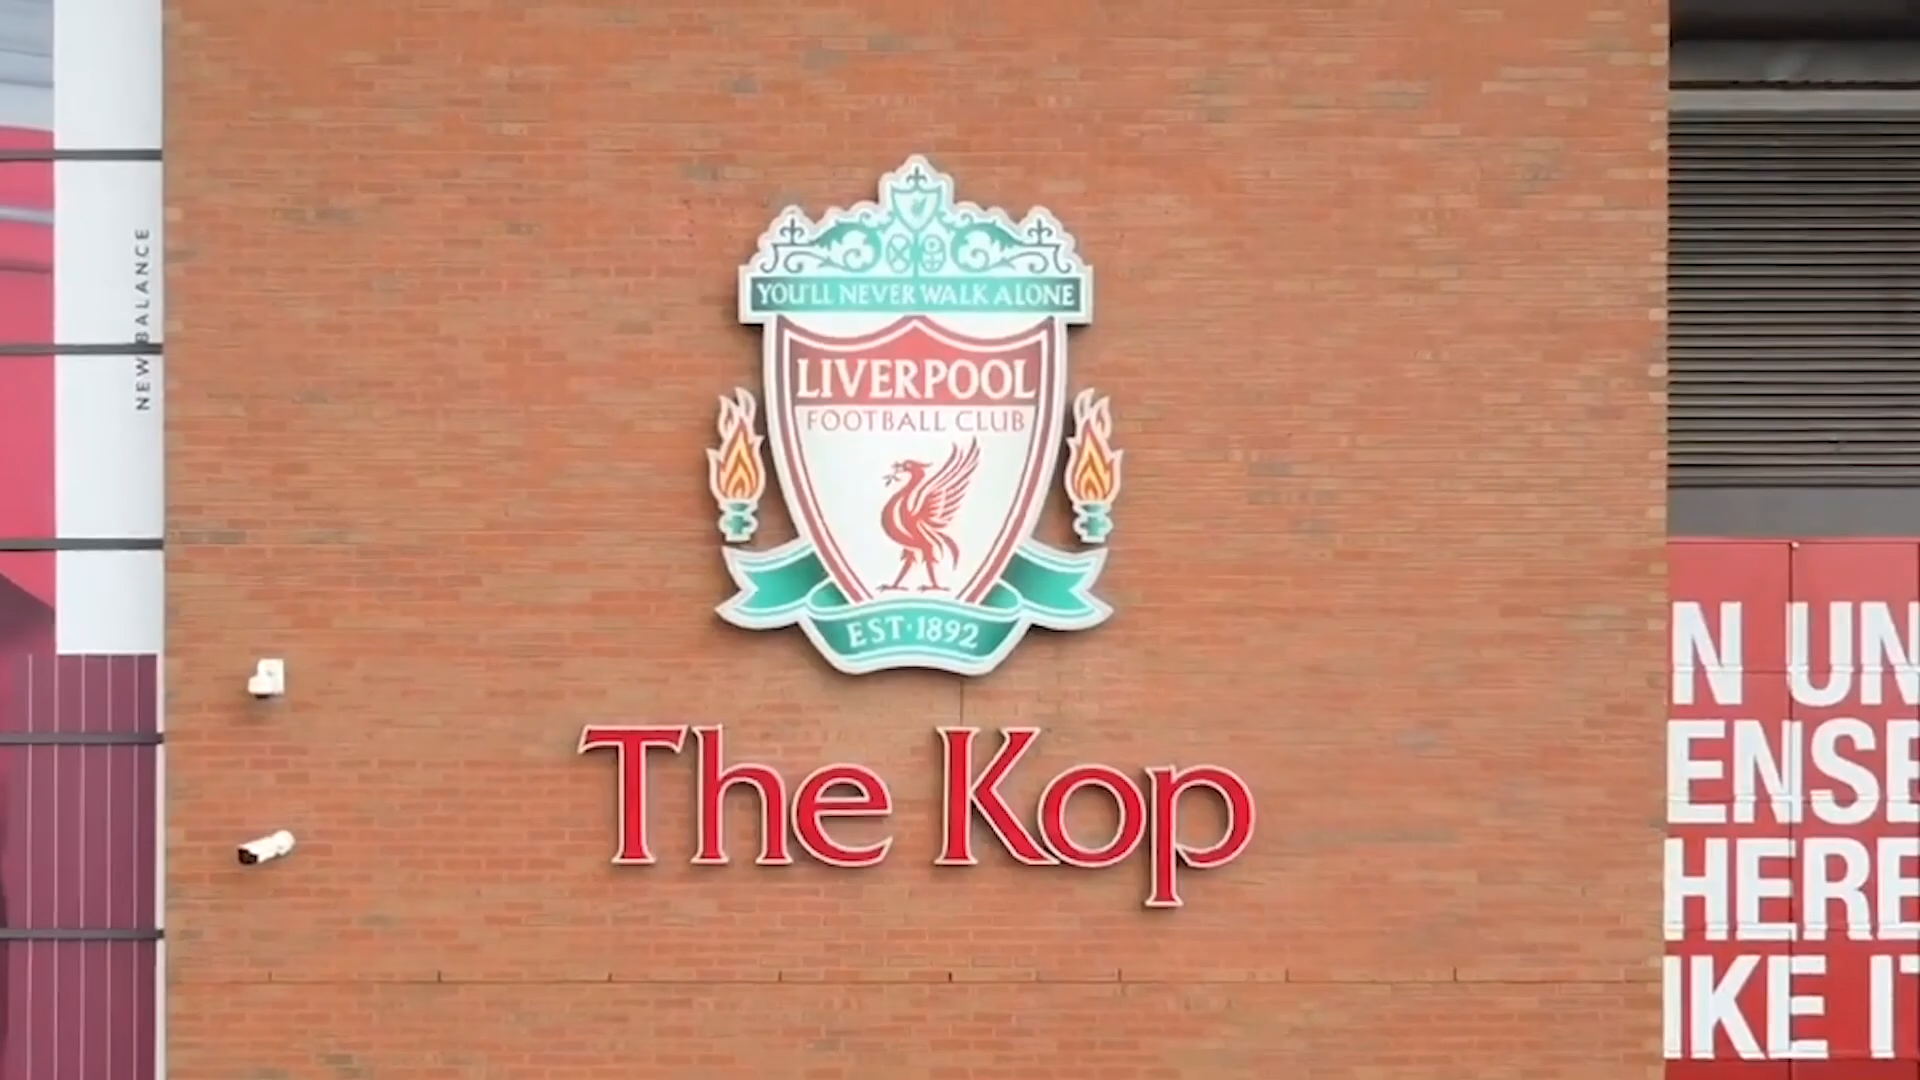 NEW BALANCE
YOU'LL NEVER WALK ALONE
LIVERPOOL
FOOTBALL CLUB
EST·1892
The Kop
N UN
ENSE
HERE
IKE IT